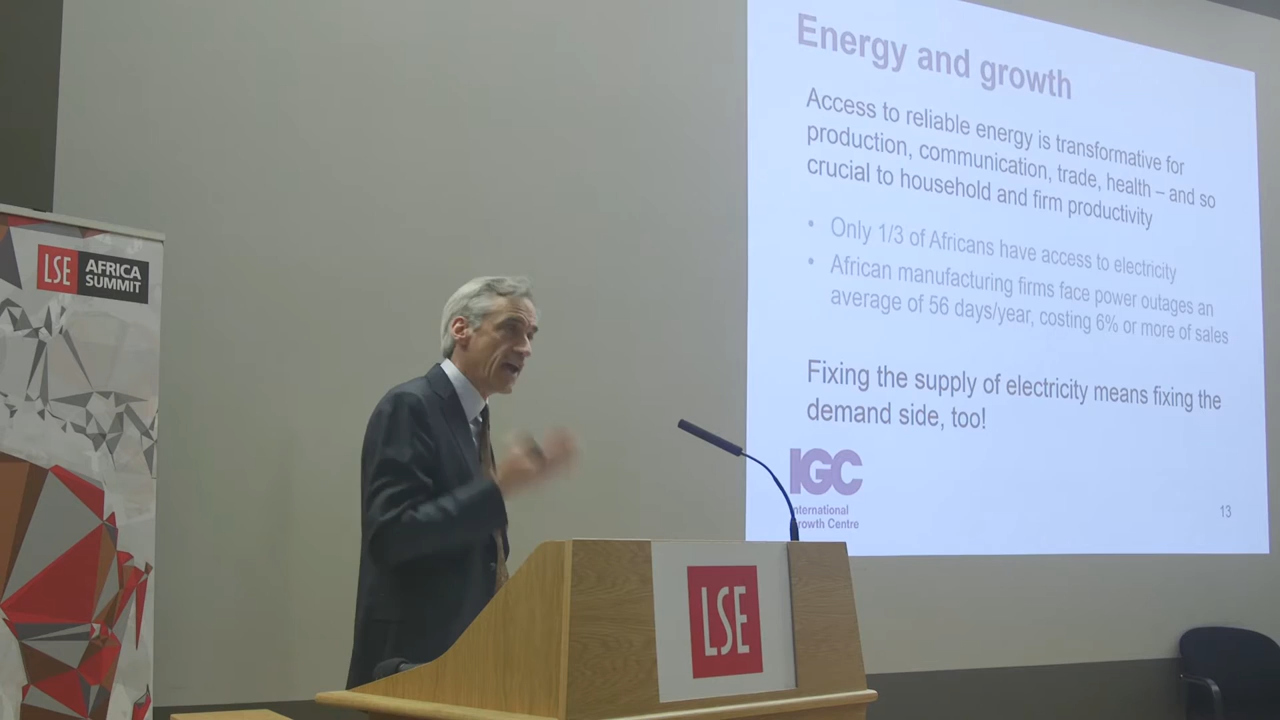 Energy and growth
Access to reliable energy is transformative for
production, communication, trade, health – and so
crucial to household and firm productivity
• Only 1/3 of Africans have access to electricity
• African manufacturing firms face power outages an
average of 56 days/year, costing 6% or more of sales
Fixing the supply of electricity means fixing the
demand side, too!
IGC
International
Growth Centre
13
LSE AFRICA
SUMMIT
LSE